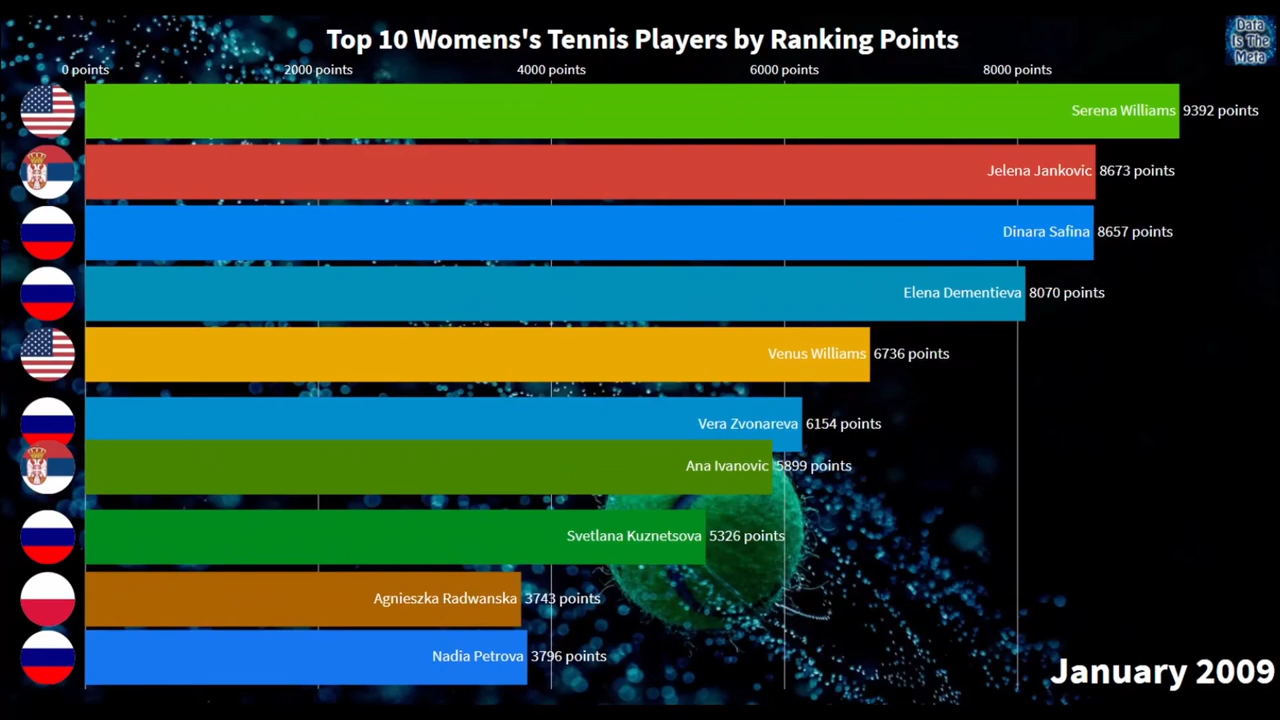 Top 10 Womens's Tennis Players by Ranking Points
Data
Is The
Meta
0 points 2000 points 4000 points 6000 points 8000 points
Serena Williams 9392 points
Jelena Jankovic 8673 points
Dinara Safina 8657 points
Elena Dementieva 8070 points
Venus Williams 6736 points
Vera Zvonareva 6154 points
Ana Ivanovic 5899 points
Svetlana Kuznetsova 5326 points
Agnieszka Radwanska 3743 points
Nadia Petrova 3796 points
January 2009